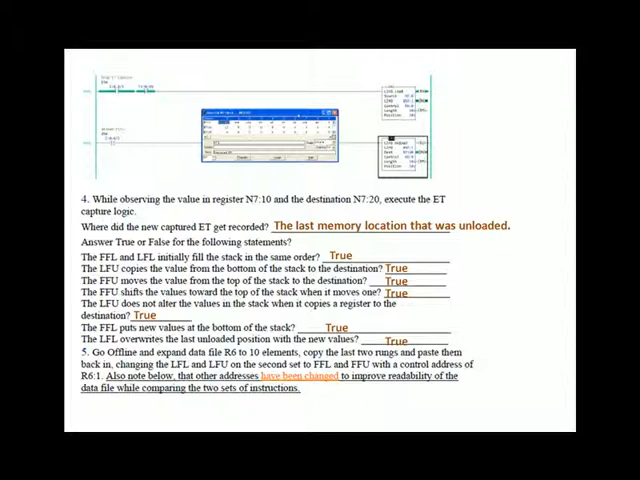 4. While observing the value in register N7:10 and the destination N7:20, execute the ET
capture logic.
Where did the new captured ET get recorded? The last memory location that was unloaded.
Answer True or False for the following statements?
The FFL and LFL initially fill the stack in the same order? True
The LFU copies the value from the bottom of the stack to the destination? True
The FFU moves the value from the top of the stack to the destination? True
The FFU shifts the values toward the top of the stack when it moves one? True
The LFU does not alter the values in the stack when it copies a register to the
destination? True
The FFL puts new values at the bottom of the stack? True
The LFL overwrites the last unloaded position with the new values? True
5. Go Offline and expand data file R6 to 10 elements, copy the last two rungs and paste them
back in, changing the LFL and LFU on the second set to FFL and FFU with a control address of
R6:1. Also note below, that other addresses have been changed to improve readability of the
data file while comparing the two sets of instructions.